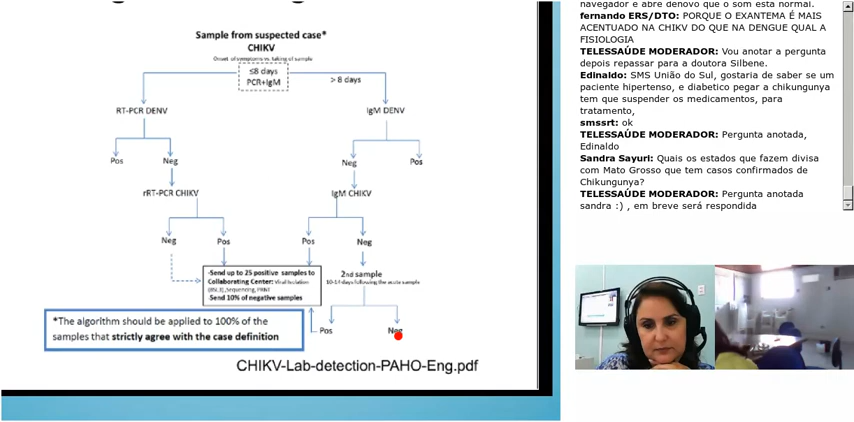 Sample from suspected case*
CHIKV
Onset of symptoms vs. taking of sample
≤8 days
PCR+IgM
> 8 days
RT-PCR DENV
IgM DENV
Pos
Neg
Neg
Pos
rRT-PCR CHIKV
IgM CHIKV
Neg
Pos
Pos
Neg
-Send up to 25 positive samples to
Collaborating Center: Viral Isolation
(BSL3), Sequencing, PRNT
-Send 10% of negative samples
2nd sample
10-14 days following the acute sample
Pos
Neg
*The algorithm should be applied to 100% of the
samples that strictly agree with the case definition
CHIKV-Lab-detection-PAHO-Eng.pdf
navegador e abre denovo que o som esta normal.
fernando ERS/DTO: PORQUE O EXANTEMA É MAIS
ACENTUADO NA CHIKV DO QUE NA DENGUE QUAL A
FISIOLOGIA
TELESSAÚDE MODERADOR: Vou anotar a pergunta
depois repassar para a doutora Silbene.
Edinaldo: SMS União do Sul, gostaria de saber se um
paciente hipertenso, e diabetico pegar a chikungunya
tem que suspender os medicamentos, para
tratamento,
smssrt: ok
TELESSAÚDE MODERADOR: Pergunta anotada,
Edinaldo
Sandra Sayuri: Quais os estados que fazem divisa
com Mato Grosso que tem casos confirmados de
Chikungunya?
TELESSAÚDE MODERADOR: Pergunta anotada
sandra :) , em breve será respondida